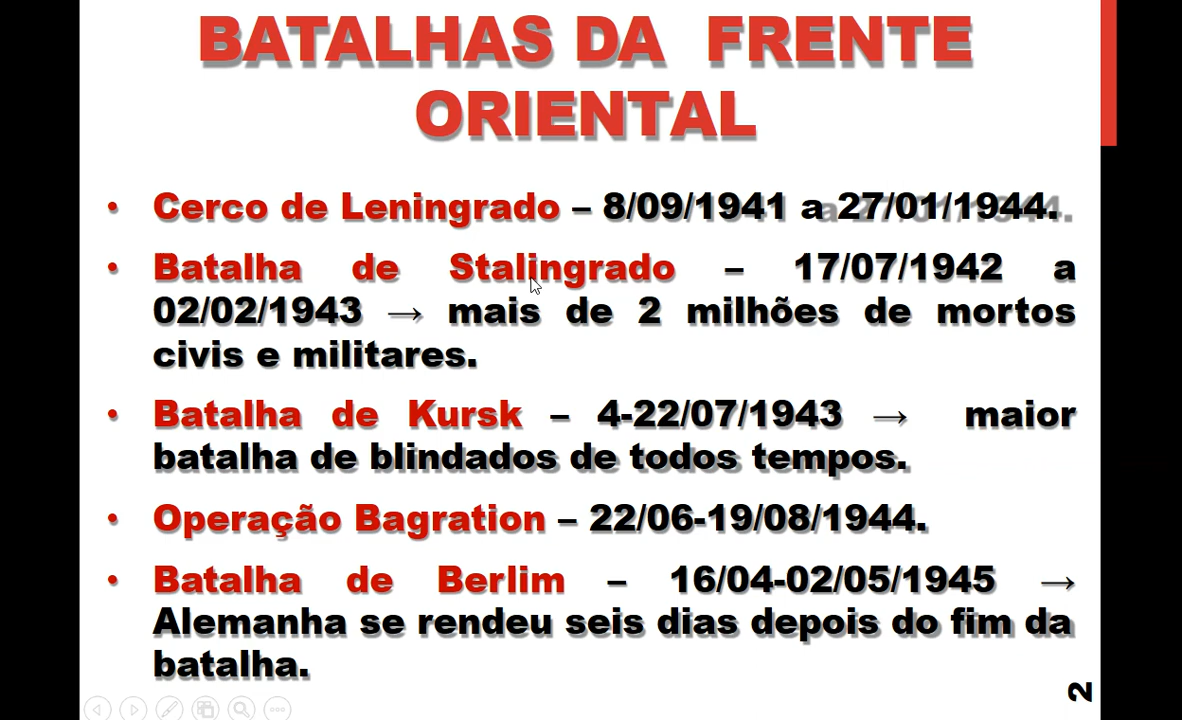 BATALHAS DA FRENTE
ORIENTAL
• Cerco de Leningrado – 8/09/1941 a 27/01/1944.
• Batalha de Stalingrado – 17/07/1942 a
02/02/1943 → mais de 2 milhões de mortos
civis e militares.
• Batalha de Kursk – 4-22/07/1943 → maior
batalha de blindados de todos tempos.
• Operação Bagration – 22/06-19/08/1944.
• Batalha de Berlim – 16/04-02/05/1945 →
Alemanha se rendeu seis dias depois do fim da
batalha.
2